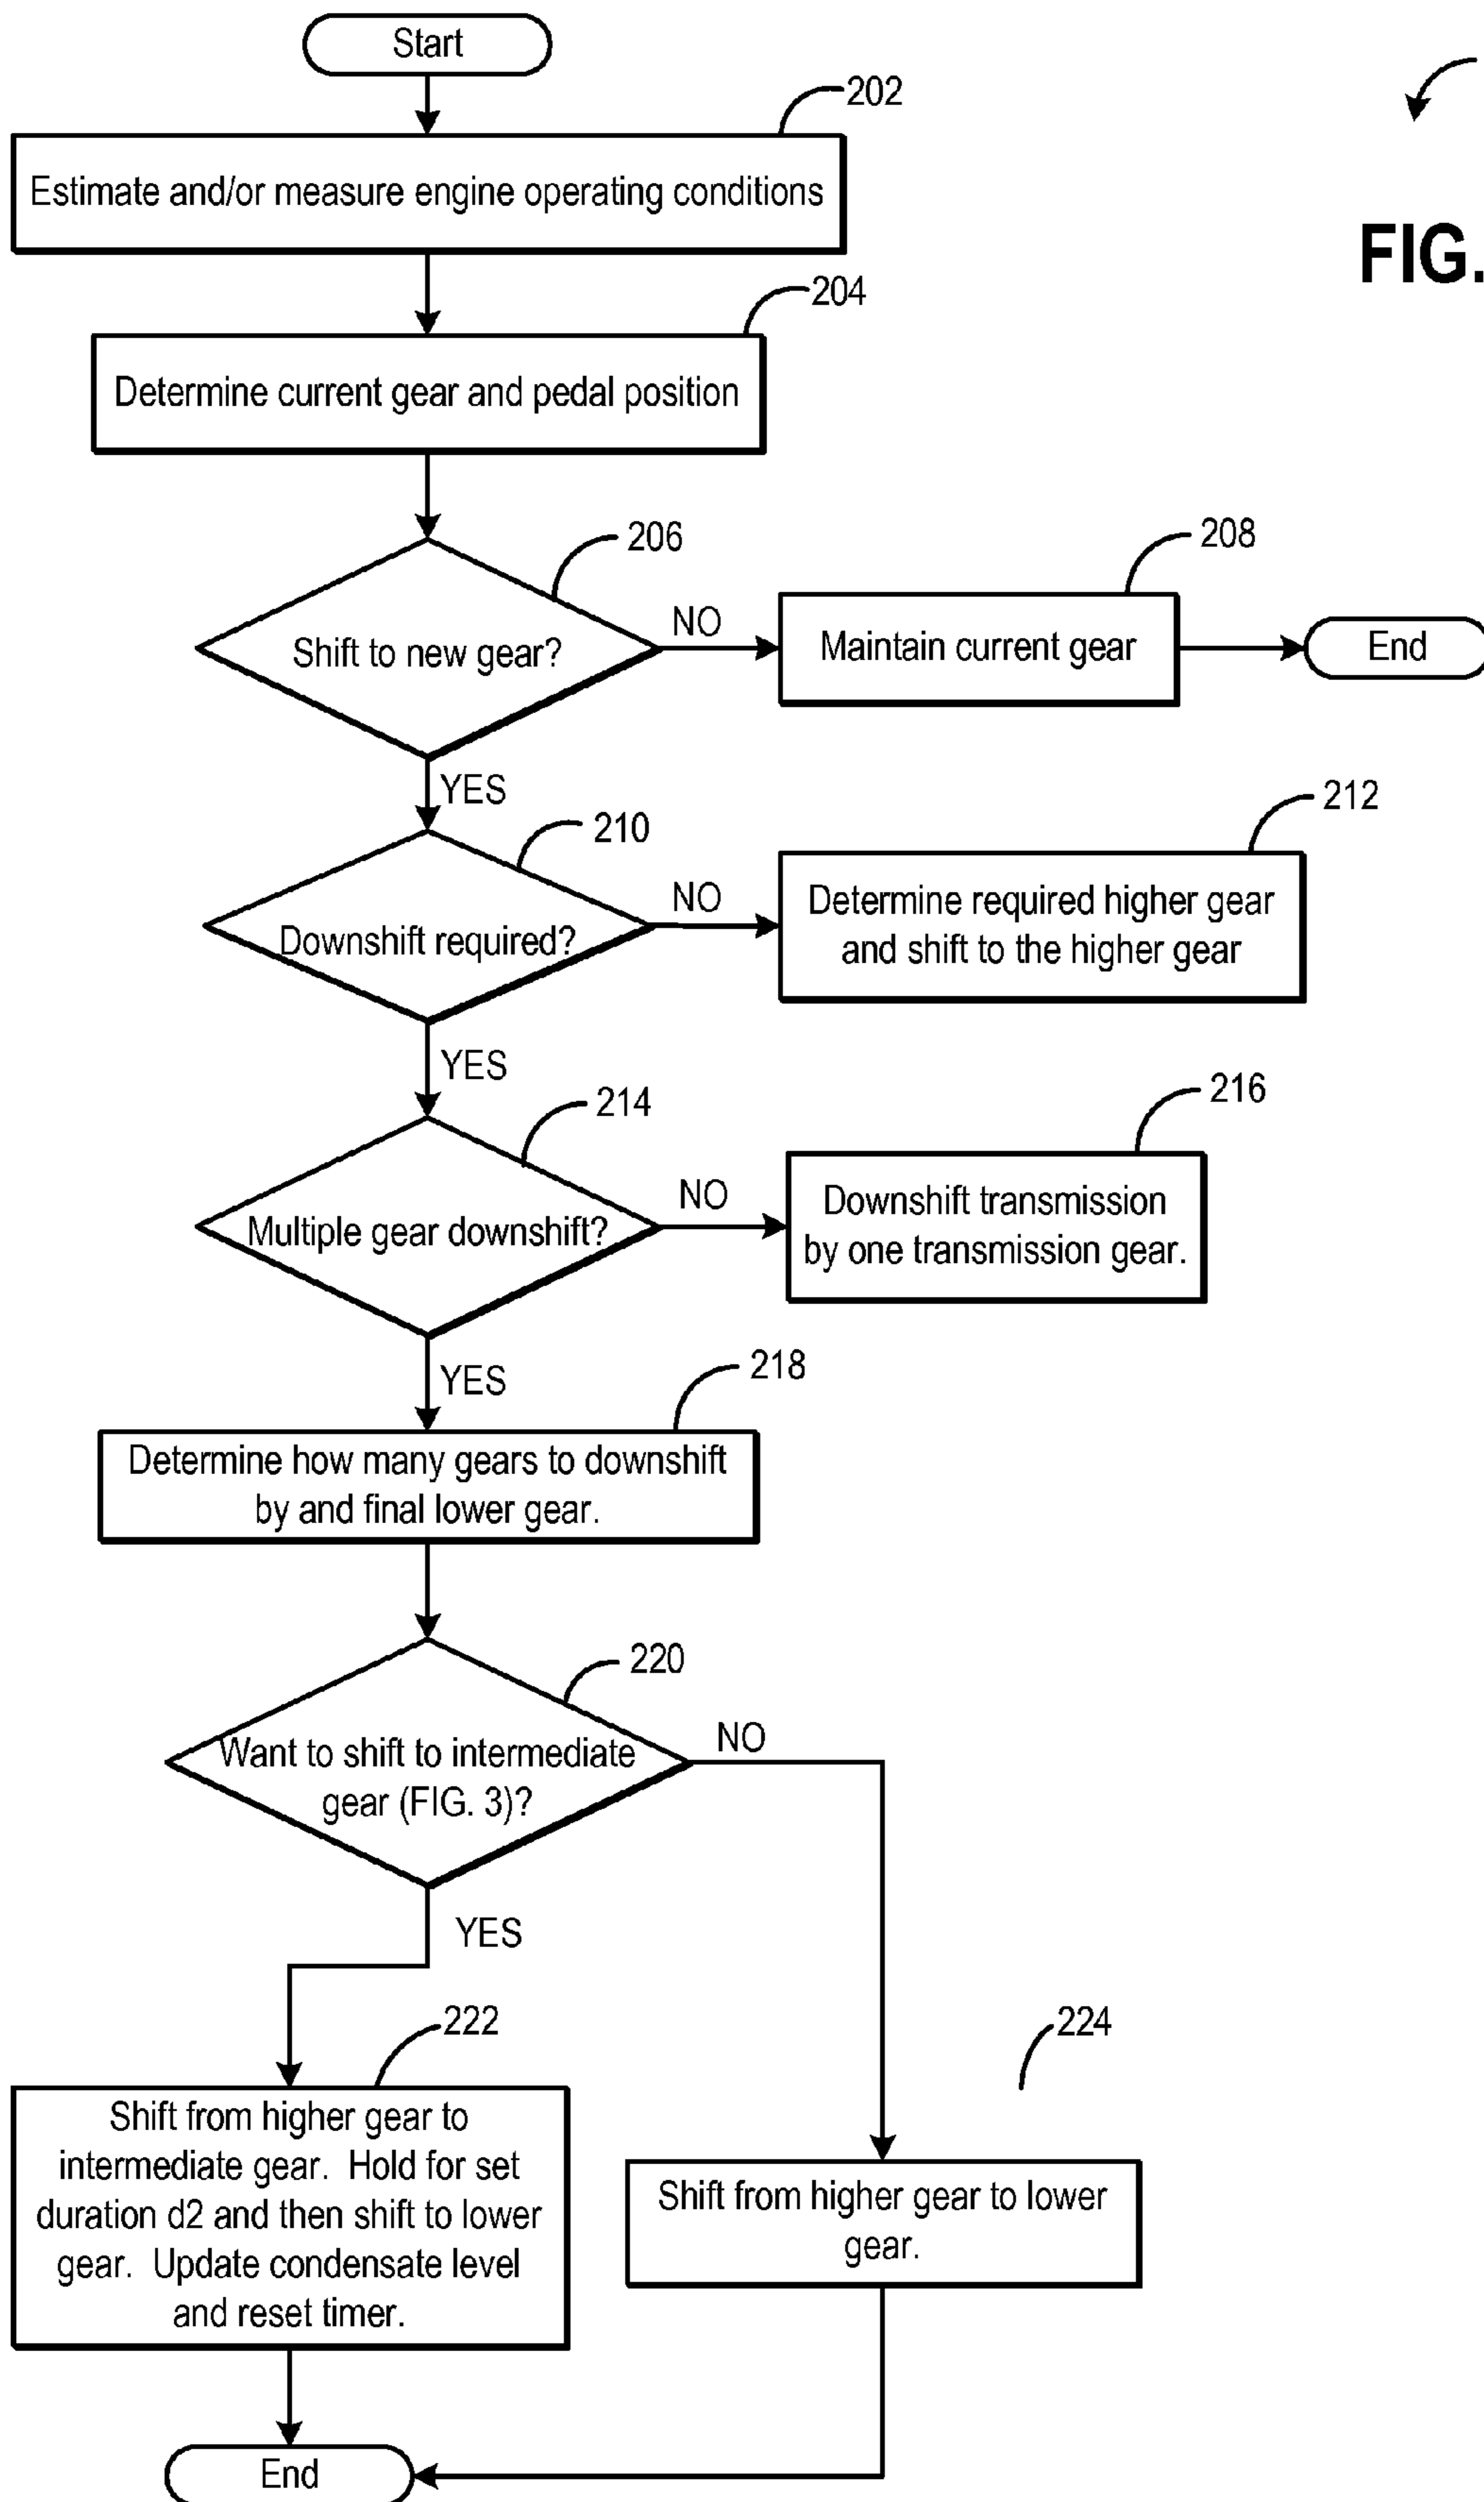 Start
202
Estimate and/or measure engine operating conditions
FIG.
204
Determine current gear and pedal position
206
208
Shift to new gear?
NO
Maintain current gear
End
YES
210
212
Downshift required?
NO
Determine required higher gear
and shift to the higher gear
YES
214
216
Multiple gear downshift?
NO
Downshift transmission
by one transmission gear.
YES
218
Determine how many gears to downshift
by and final lower gear.
220
Want to shift to intermediate
gear (FIG. 3)?
NO
YES
222
224
Shift from higher gear to
intermediate gear. Hold for set
duration d2 and then shift to lower
gear. Update condensate level
and reset timer.
Shift from higher gear to lower
gear.
End